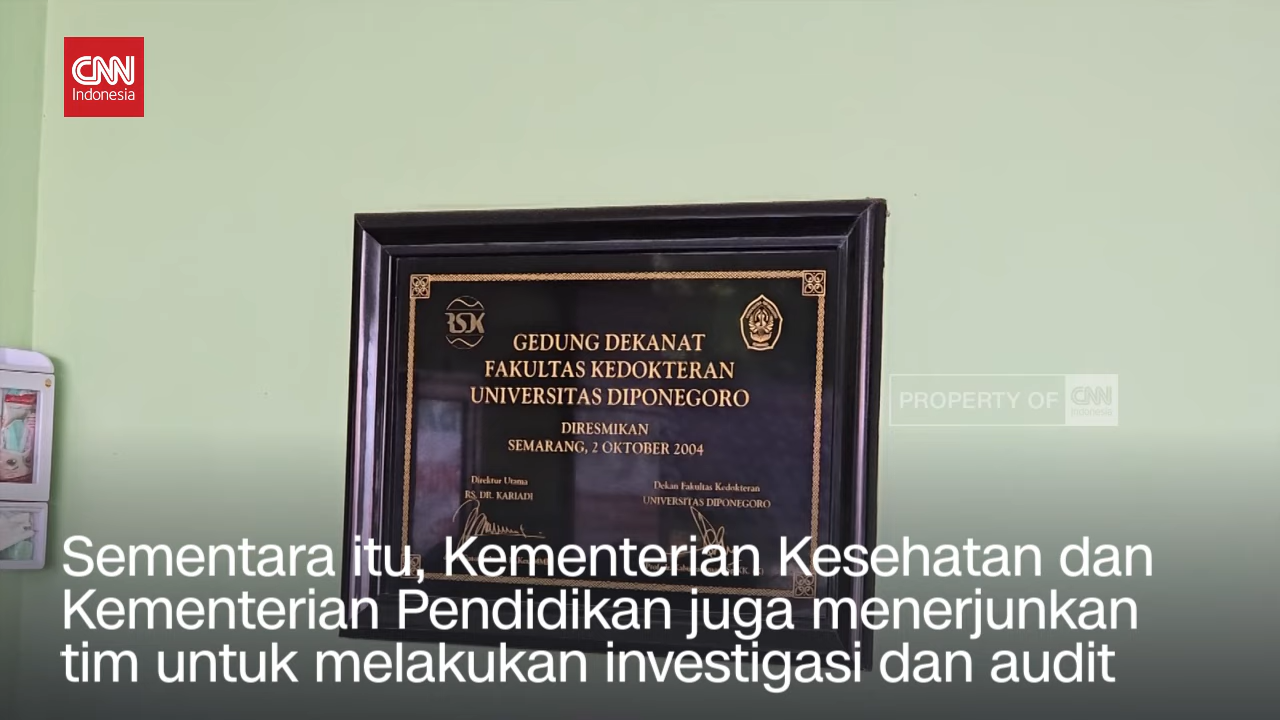 CNN
Indonesia
RSDK
GEDUNG DEKANAT
FAKULTAS KEDOKTERAN
UNIVERSITAS DIPONEGORO
DIRESMIKAN
SEMARANG, 2 OKTOBER 2004
Direktur Utama
RS. DR. KARIADI
Dekan Fakultas Kedokteran
UNIVERSITAS DIPONEGORO
PROPERTY OF CNN
Indonesia
Sementara itu, Kementerian Kesehatan dan
Kementerian Pendidikan juga menerjunkan
tim untuk melakukan investigasi dan audit